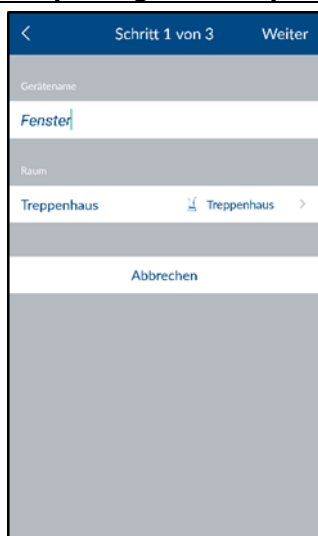 Schritt 1 von 3 Weiter
Gerätename
Fenster
Raum
Treppenhaus Treppenhaus
Abbrechen